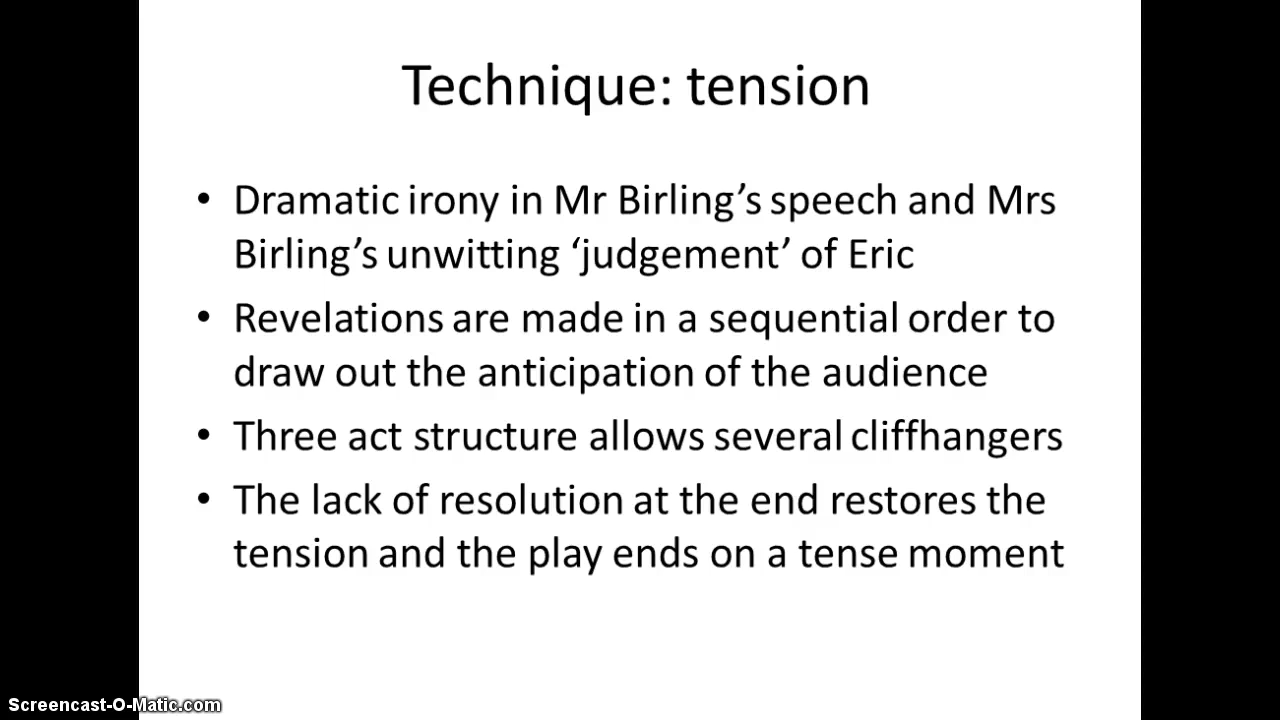 Technique: tension
• Dramatic irony in Mr Birling’s speech and Mrs
Birling’s unwitting ‘judgement’ of Eric
• Revelations are made in a sequential order to
draw out the anticipation of the audience
• Three act structure allows several cliffhangers
• The lack of resolution at the end restores the
tension and the play ends on a tense moment
Screencast-O-Matic.com